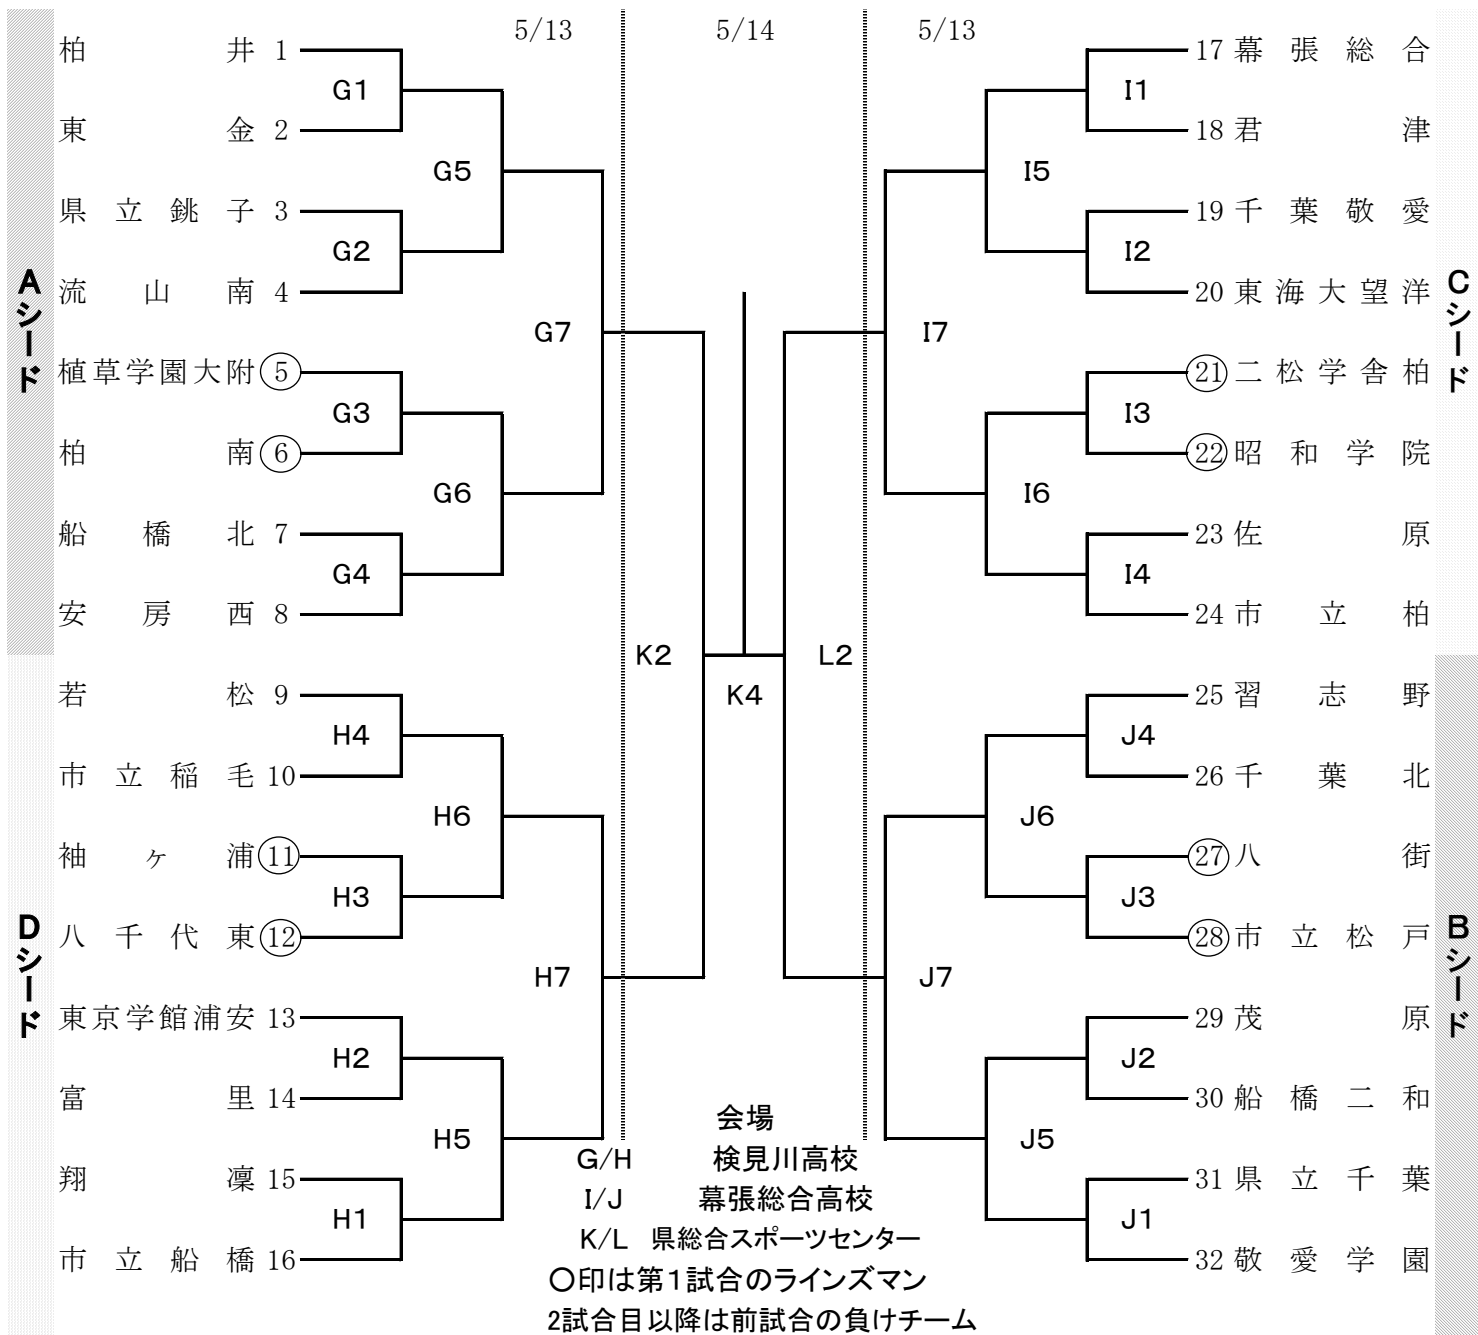 5/13 5/14 5/13
Aシード
柏井 1
東金 2
県立銚子 3
流山南 4
植草学園大附 ⑤
柏南 ⑥
船橋北 7
安房西 8
Dシード
若松 9
市立稲毛 10
袖ヶ浦 ⑪
八千代東 ⑫
東京学館浦安 13
富里 14
翔凜 15
市立船橋 16
G1
G2
G3
G4
G5
G6
G7
H4
H3
H2
H1
H6
H5
H7
K2
K4
L2
I7
J7
I5
I6
J6
J5
I1
I2
I3
I4
J4
J3
J2
J1
Cシード
17 幕張総合
18 君津
19 千葉敬愛
20 東海大望洋
㉑ 二松学舎柏
㉒ 昭和学院
23 佐原
24 市立柏
Bシード
25 習志野
26 千葉北
㉗ 八街
㉘ 市立松戸
29 茂原
30 船橋二和
31 県立千葉
32 敬愛学園
会場
G/H 検見川高校
I/J 幕張総合高校
K/L 県総合スポーツセンター
○印は第1試合のラインズマン
2試合目以降は前試合の負けチーム